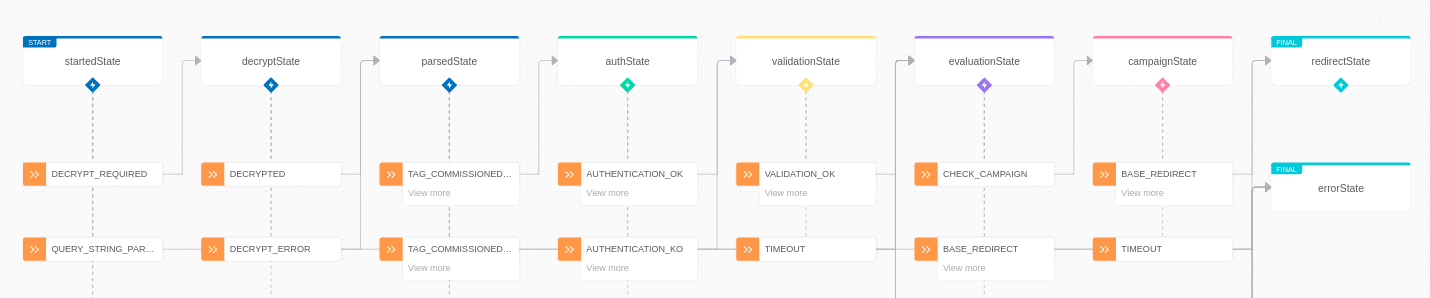 START
startedState
decryptState
parsedState
authState
validationState
evaluationState
campaignState
FINAL
redirectState
DECRYPT_REQUIRED
DECRYPTED
TAG_COMMISSIONED...
View more
AUTHENTICATION_OK
View more
VALIDATION_OK
View more
CHECK_CAMPAIGN
BASE_REDIRECT
View more
FINAL
errorState
QUERY_STRING_PAR...
DECRYPT_ERROR
TAG_COMMISSIONED...
View more
AUTHENTICATION_KO
View more
TIMEOUT
BASE_REDIRECT
View more
TIMEOUT